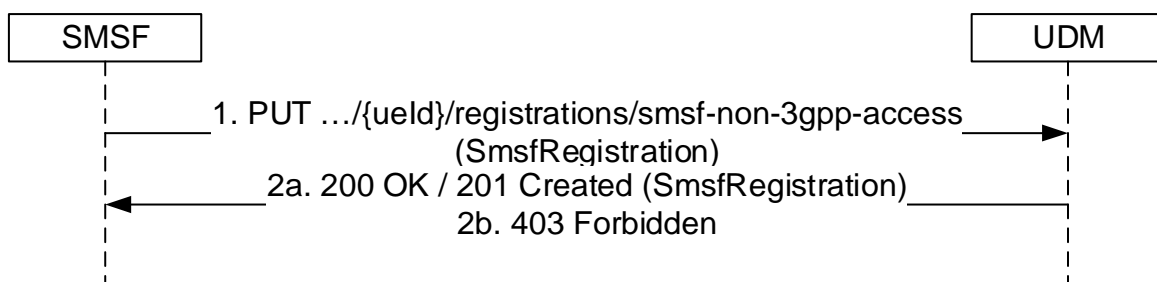 SMSF
UDM
1. PUT …/{ueId}/registrations/smsf-non-3gpp-access
(SmsfRegistration)
2a. 200 OK / 201 Created (SmsfRegistration)
2b. 403 Forbidden